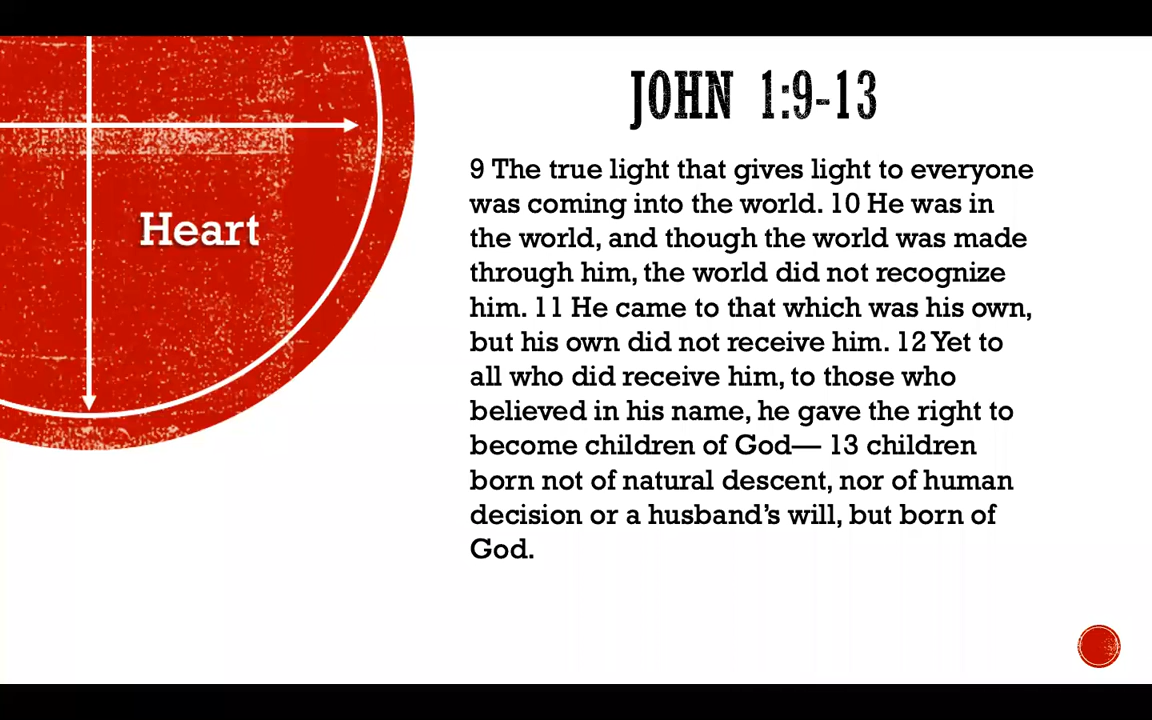 JOHN 1:9-13
Heart
9 The true light that gives light to everyone
was coming into the world. 10 He was in
the world, and though the world was made
through him, the world did not recognize
him. 11 He came to that which was his own,
but his own did not receive him. 12 Yet to
all who did receive him, to those who
believed in his name, he gave the right to
become children of God— 13 children
born not of natural descent, nor of human
decision or a husband’s will, but born of
God.